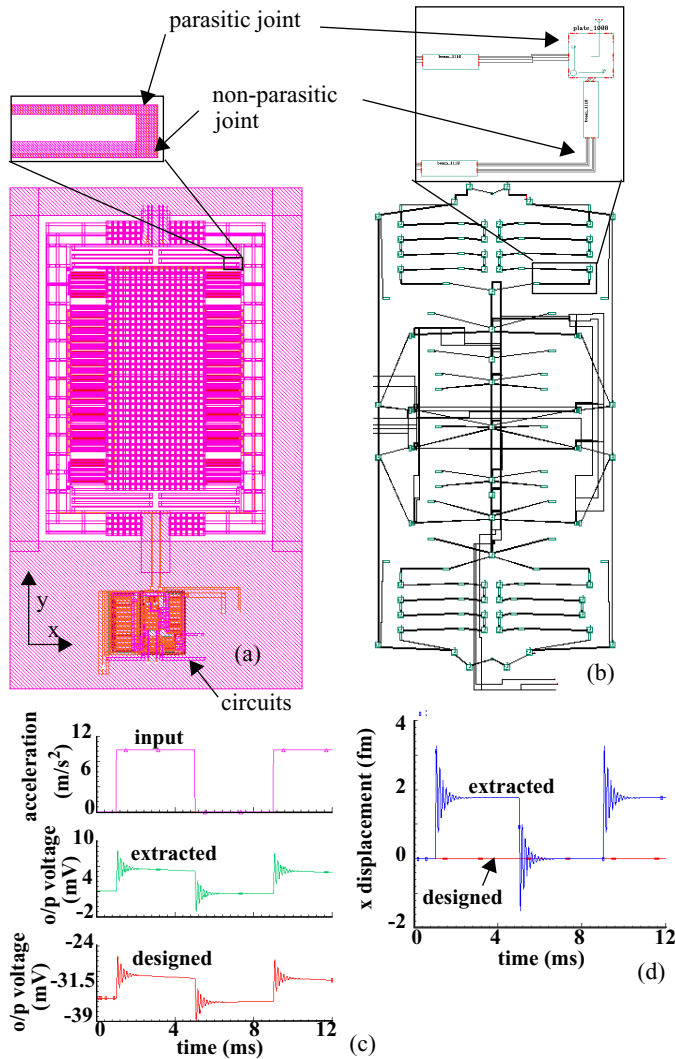 parasitic joint
non-parasitic
joint
(b)
plate_1000
beam_1110
beam_1110
y
x
(a)
circuits
12
6
0
acceleration
(m/s²)
input
10
4
-2
o/p voltage
(mV)
extracted
-24
-31.5
-39
o/p voltage
(mV)
designed
0
4
8
12
time (ms)
(c)
4
2
0
-2
x displacement (fm)
extracted
designed
0
4
8
12
time (ms)
(d)